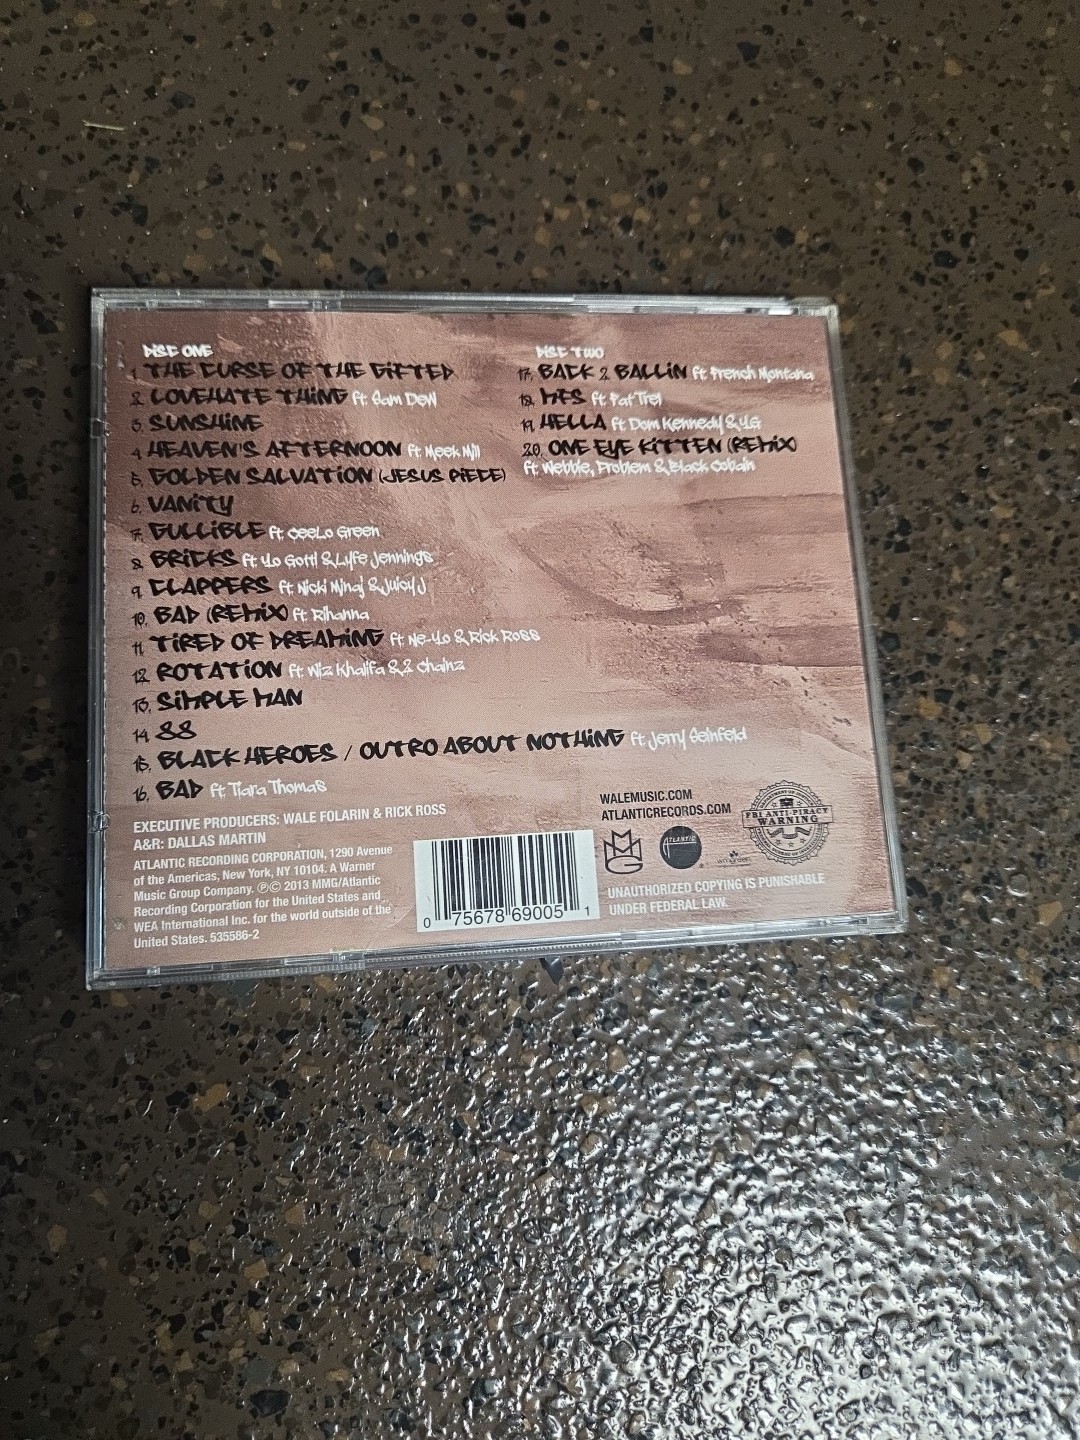 DISC ONE
1. THE CURSE OF THE GIFTED
2. LOVEHATE THING ft. Sam Dew
3. SUNSHINE
4. HEAVEN'S AFTERNOON ft Meek Mill
5. GOLDEN SALVATION (JESUS PIECE)
6. VANITY
7. GULLIBLE ft. CeeLo Green
8. BRICKS ft. Yo Gotti & Lyfe Jennings
9. CLAPPERS ft. Nicki Minaj & Juicy J
10. BAD (REMIX) ft. Rihanna
11. TIRED OF DREAMING ft. Ne-Yo & Rick Ross
12. ROTATION ft. Wiz Khalifa & 2 Chainz
13. SIMPLE MAN
14. 88
15. BLACK HEROES / OUTRO ABOUT NOTHING ft Jerry Seinfeld
16. BAD ft. Tiara Thomas
DISC TWO
17. BACK 2 BALLIN ft. French Montana
18. MFS ft. Fat Trel
19. HELLA ft. Dom Kennedy & YG
20. ONE EYE KITTEN (REMIX)
ft. Webbie, Problem & Black Cobain
EXECUTIVE PRODUCERS: WALE FOLARIN & RICK ROSS
A&R: DALLAS MARTIN
ATLANTIC RECORDING CORPORATION, 1290 Avenue
of the Americas, New York, NY 10104. A Warner
Music Group Company. ℗© 2013 MMG/Atlantic
Recording Corporation for the United States and
WEA International Inc. for the world outside of the
United States. 535586-2
0 75678 69005 1
WALEMUSIC.COM
ATLANTICRECORDS.COM
MMG
ATLANTIC
FBI ANTI-PIRACY
WARNING
UNAUTHORIZED COPYING IS PUNISHABLE
UNDER FEDERAL LAW.